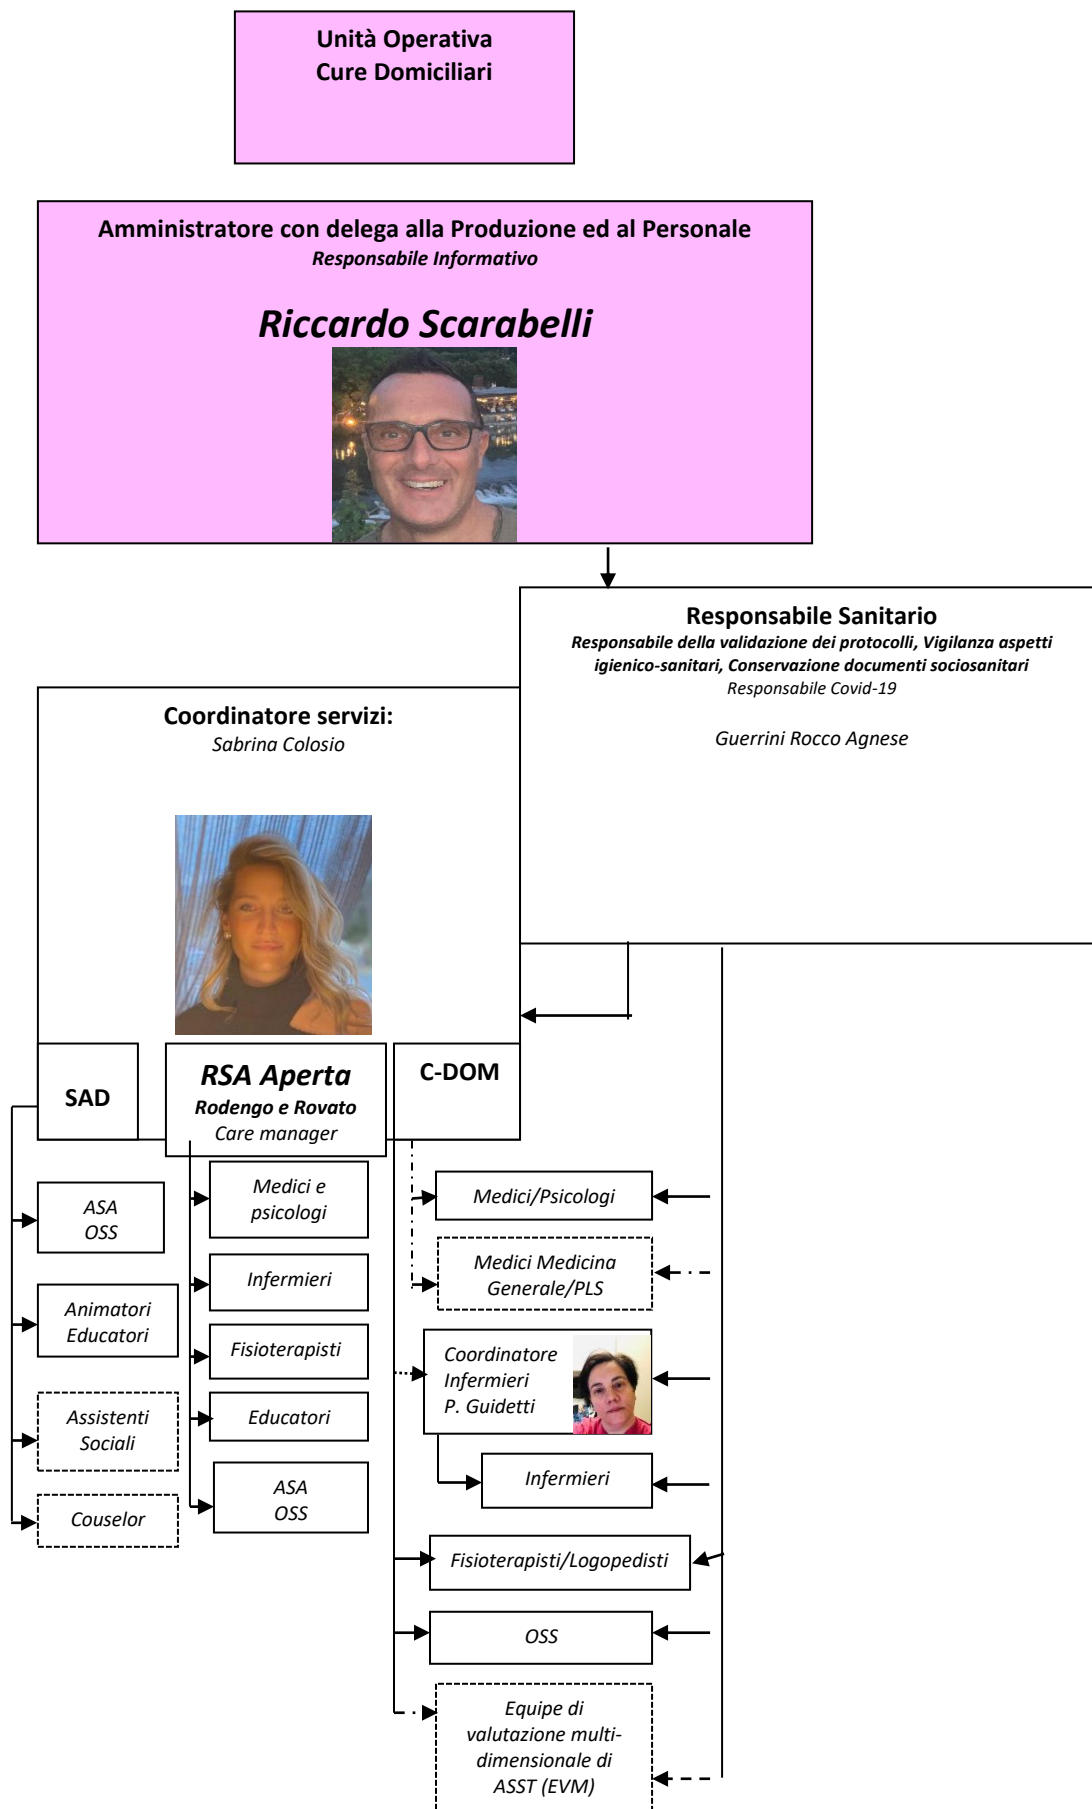 Unità Operativa
Cure Domiciliari
Amministratore con delega alla Produzione ed al Personale
Responsabile Informativo
Riccardo Scarabelli
Responsabile Sanitario
Responsabile della validazione dei protocolli, Vigilanza aspetti
igienico-sanitari, Conservazione documenti sociosanitari
Responsabile Covid-19
Guerrini Rocco Agnese
Coordinatore servizi:
Sabrina Colosio
SAD
RSA Aperta
Rodengo e Rovato
Care manager
C-DOM
ASA
OSS
Animatori
Educatori
Assistenti
Sociali
Couselor
Medici e
psicologi
Infermieri
Fisioterapisti
Educatori
ASA
OSS
Medici/Psicologi
Medici Medicina
Generale/PLS
Coordinatore
Infermieri
P. Guidetti
Infermieri
Fisioterapisti/Logopedisti
OSS
Equipe di
valutazione multi-
dimensionale di
ASST (EVM)